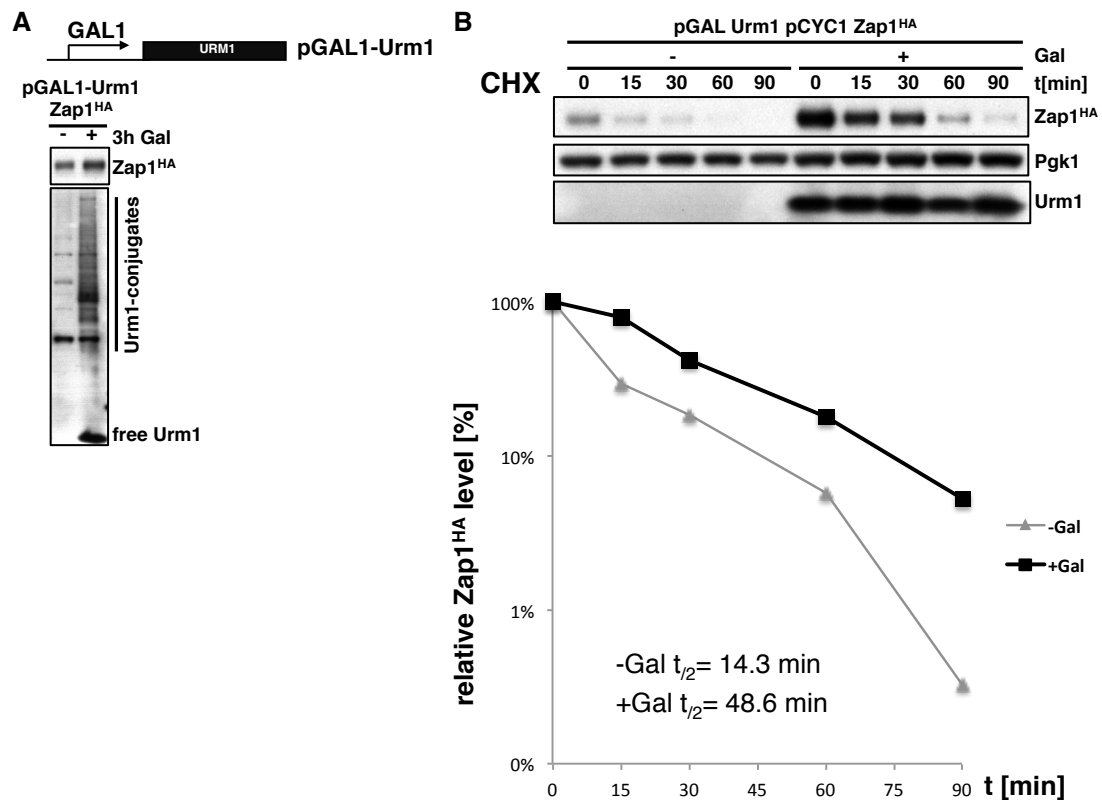 A
GAL1
URM1
pGAL1-Urm1
pGAL1-Urm1
Zap1HA
- + 3h Gal
Zap1HA
Urm1-conjugates
free Urm1
B
pGAL Urm1 pCYC1 Zap1HA
- + Gal
CHX 0 15 30 60 90 0 15 30 60 90 t[min]
Zap1HA
Pgk1
Urm1
relative Zap1HA level [%]
100%
10%
1%
0%
-Gal
+Gal
-Gal t/2= 14.3 min
+Gal t/2= 48.6 min
0 15 30 45 60 75 90 t [min]